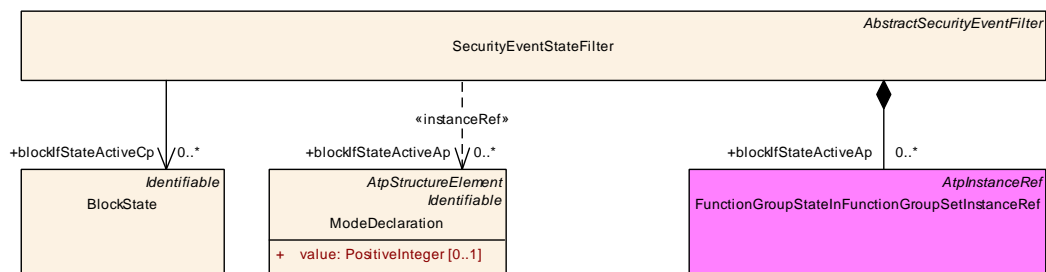 AbstractSecurityEventFilter
SecurityEventStateFilter
«instanceRef»
+blockIfStateActiveCp 0..*
+blockIfStateActiveAp 0..*
+blockIfStateActiveAp 0..*
Identifiable
BlockState
AtpStructureElement
Identifiable
ModeDeclaration
+ value: PositiveInteger [0..1]
AtpInstanceRef
FunctionGroupStateInFunctionGroupSetInstanceRef